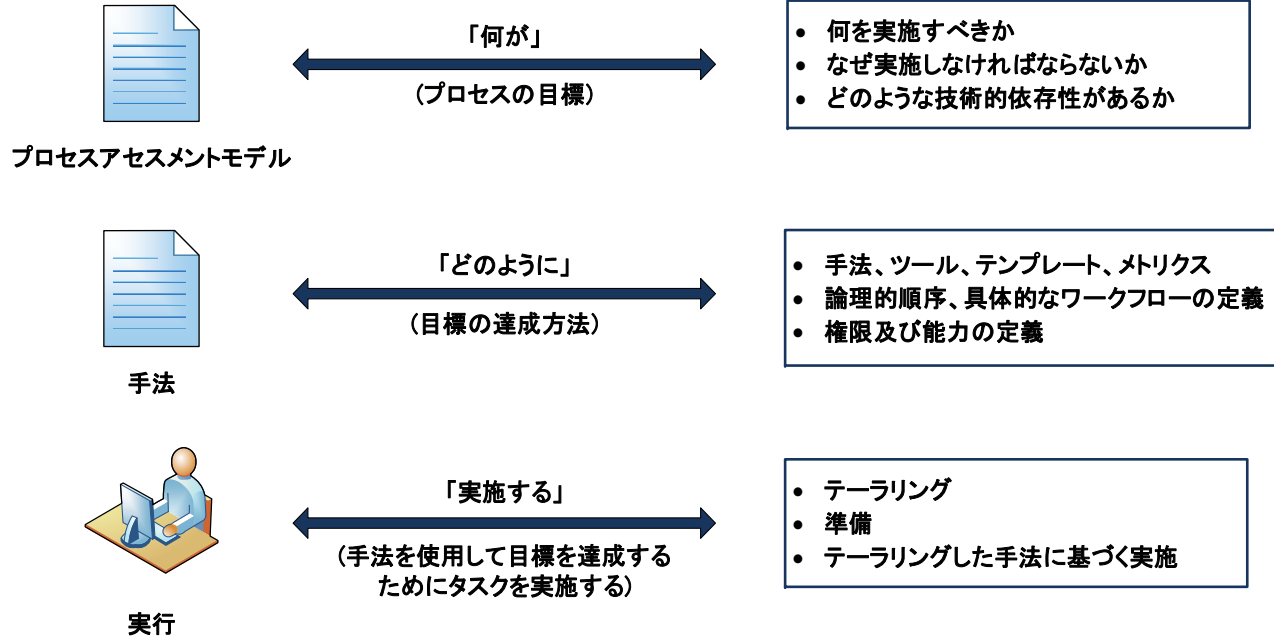 「何が」
(プロセスの目標)
プロセスアセスメントモデル
• 何を実施すべきか
• なぜ実施しなければならないか
• どのような技術的依存性があるか
「どのように」
(目標の達成方法)
手法
• 手法、ツール、テンプレート、メトリクス
• 論理的順序、具体的なワークフローの定義
• 権限及び能力の定義
「実施する」
(手法を使用して目標を達成する
ためにタスクを実施する)
実行
• テーラリング
• 準備
• テーラリングした手法に基づく実施